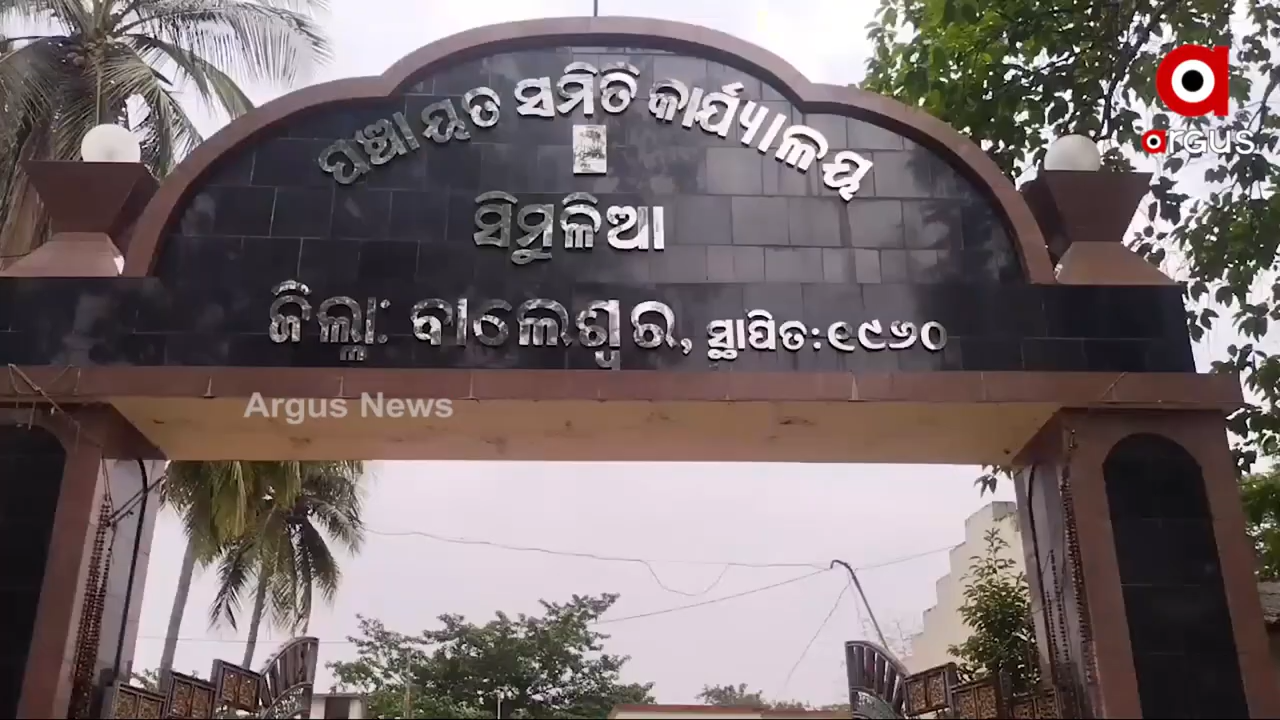 ପଞ୍ଚାୟତ ସମିତି କାର୍ଯ୍ୟାଳୟ
ସିମୁଳିଆ
ଜିଲ୍ଲା: ବାଲେଶ୍ୱର, ସ୍ଥାପିତ:୧୯୬୦
Argus News
argus